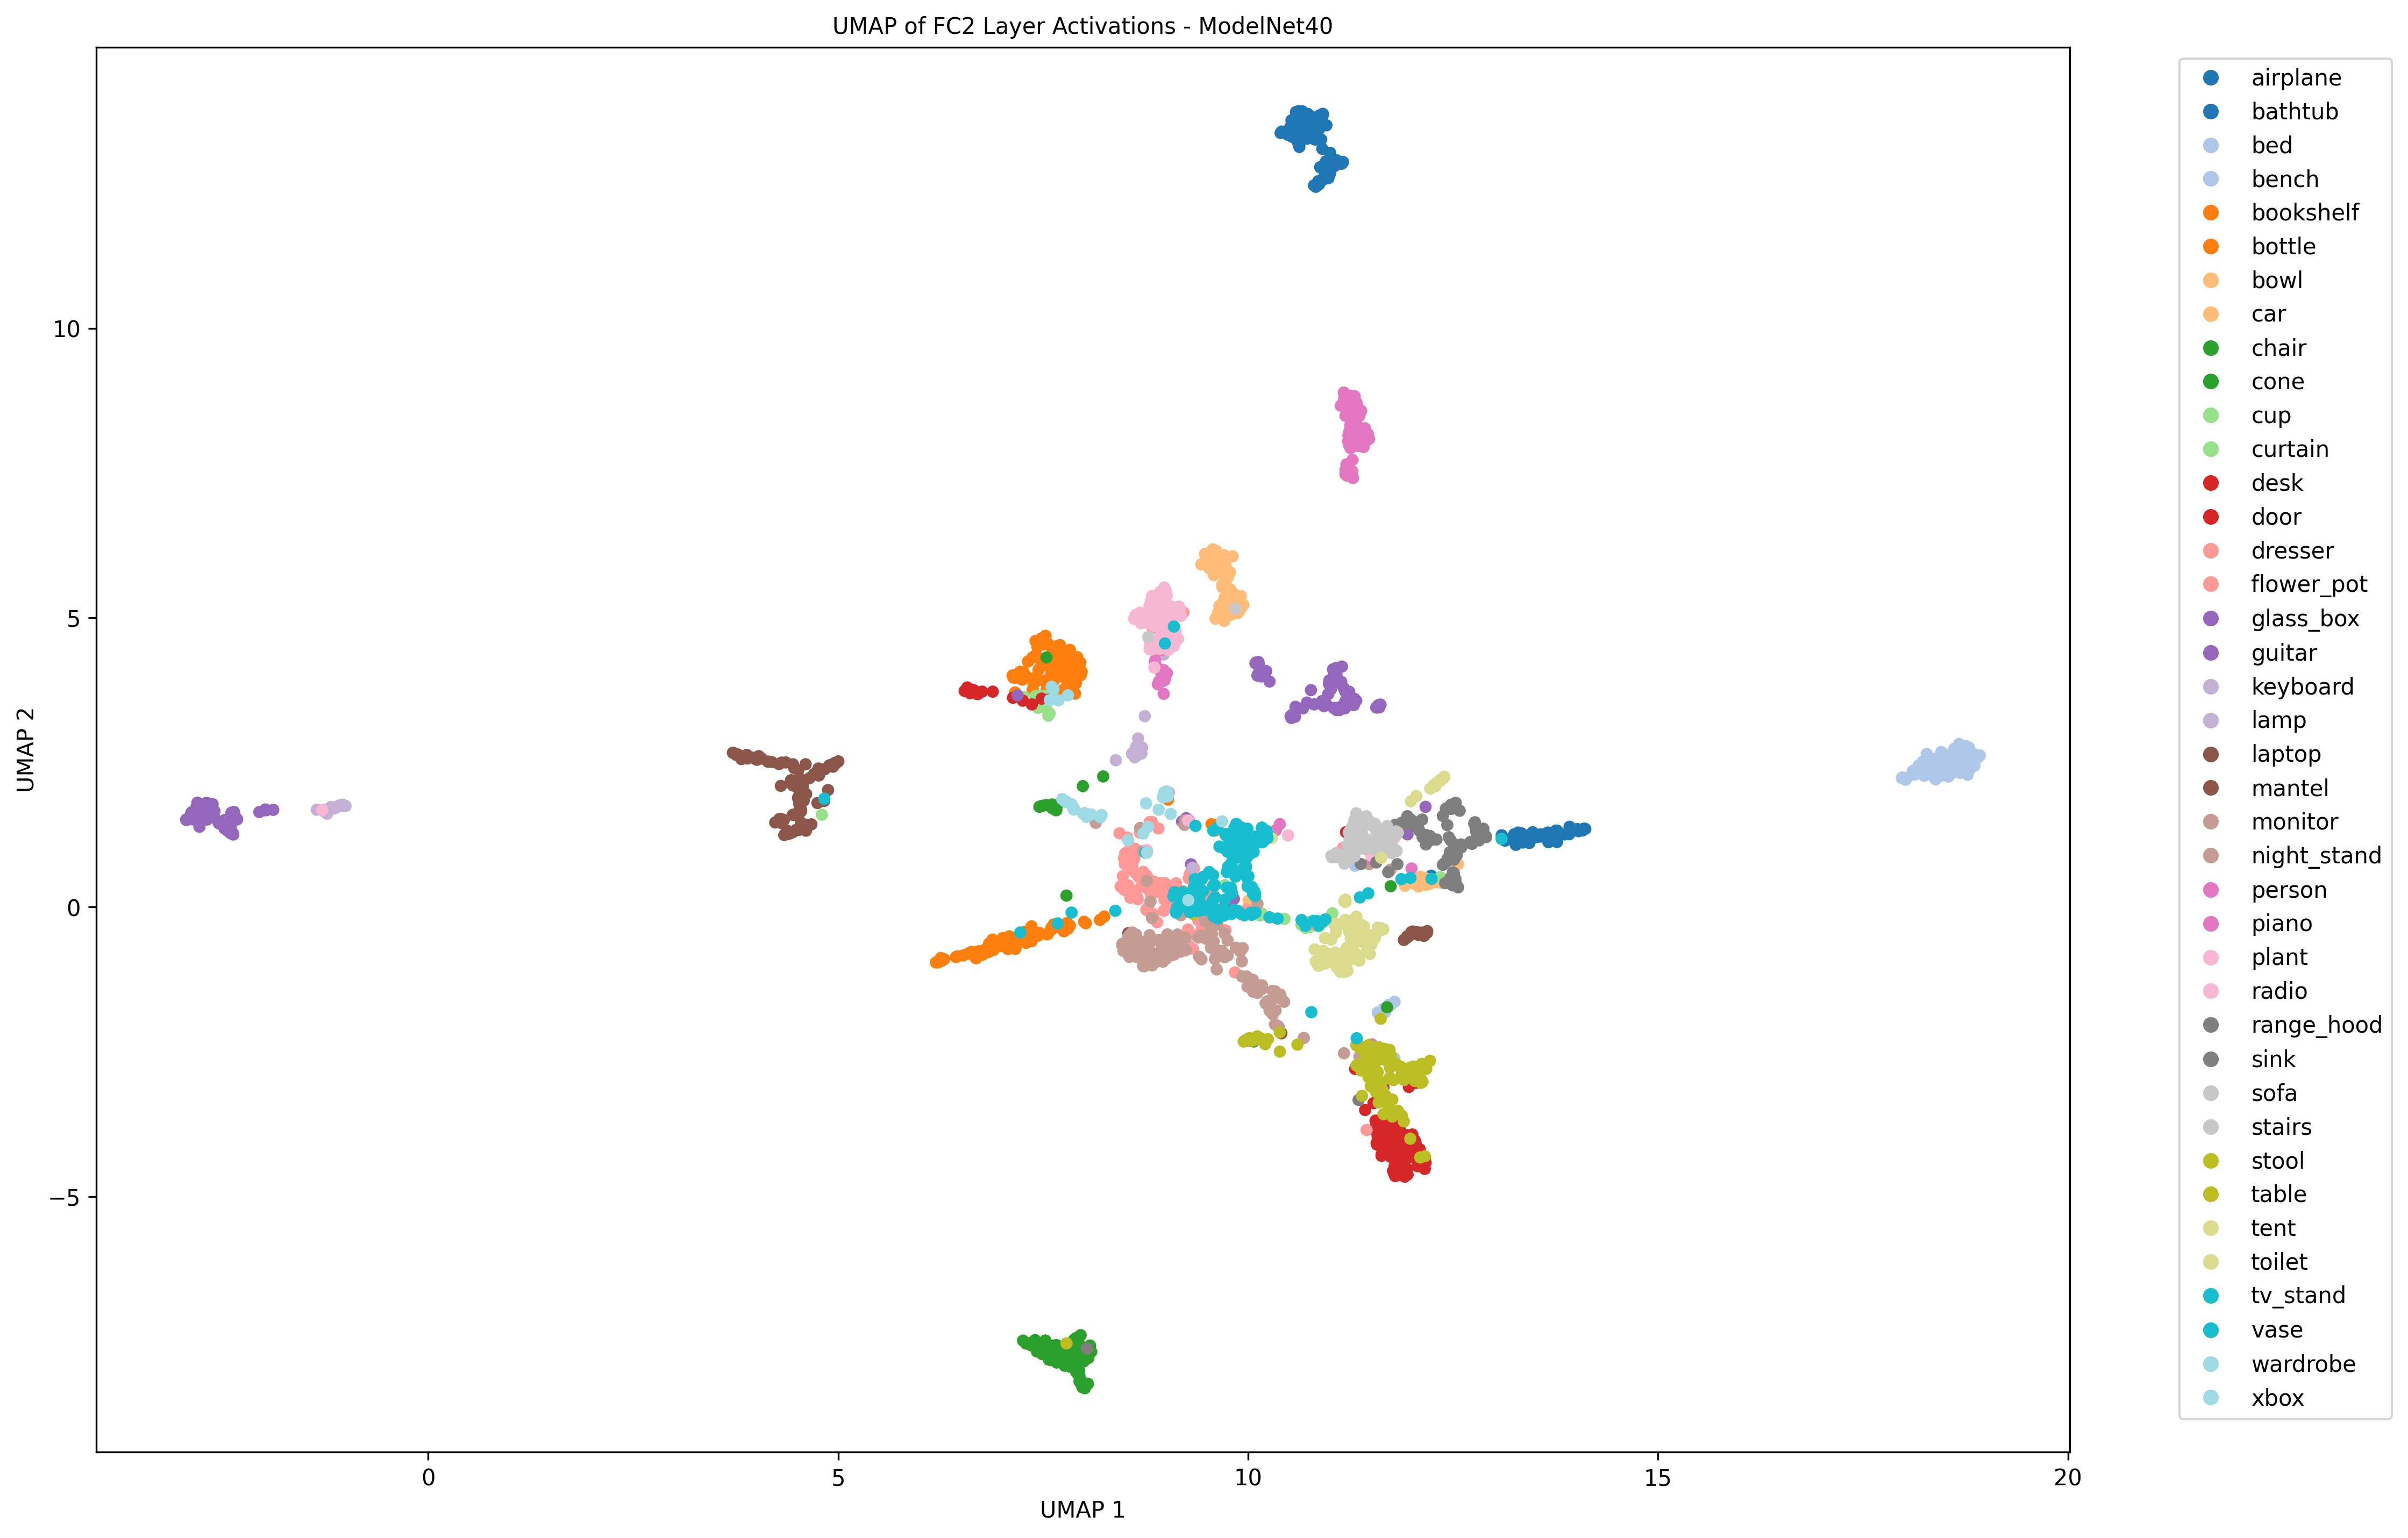 UMAP of FC2 Layer Activations - ModelNet40
UMAP 2
10
5
0
−5
0
5
10
15
20
UMAP 1
airplane
bathtub
bed
bench
bookshelf
bottle
bowl
car
chair
cone
cup
curtain
desk
door
dresser
flower_pot
glass_box
guitar
keyboard
lamp
laptop
mantel
monitor
night_stand
person
piano
plant
radio
range_hood
sink
sofa
stairs
stool
table
tent
toilet
tv_stand
vase
wardrobe
xbox